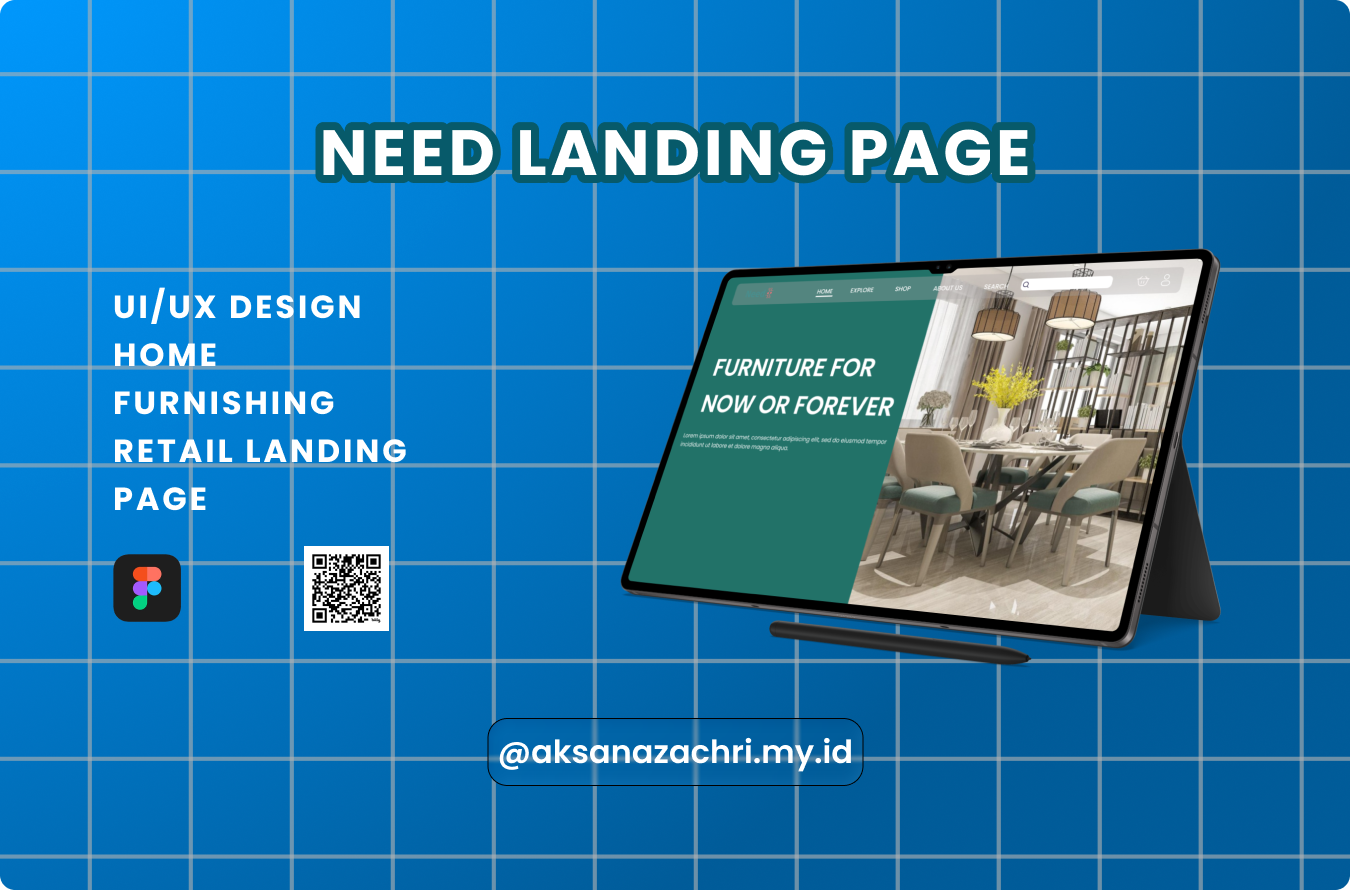 NEED LANDING PAGE
UI/UX DESIGN
HOME
FURNISHING
RETAIL LANDING
PAGE
HOME EXPLORE SHOP ABOUT US SEARCH
FURNITURE FOR
NOW OR FOREVER
Lorem ipsum dolor sit amet, consectetur adipiscing elit, sed do eiusmod tempor
incididunt ut labore et dolore magna aliqua.
@aksanazachri.my.id